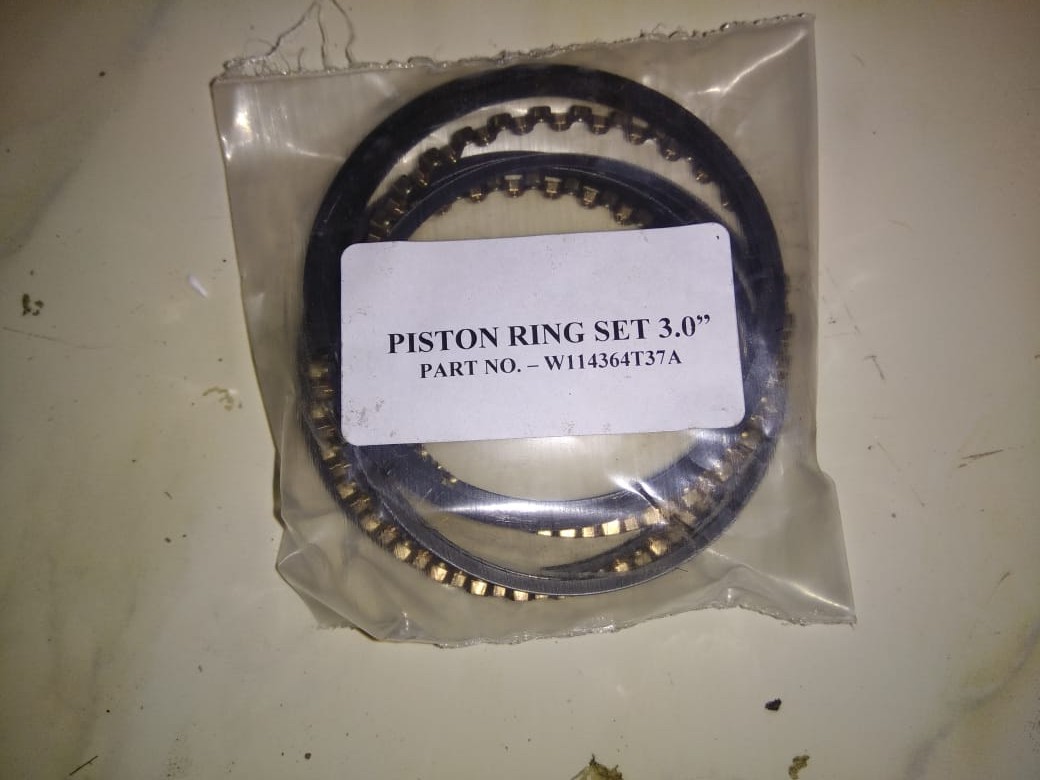 PISTON RING SET 3.0”
PART NO. – W114364T37A